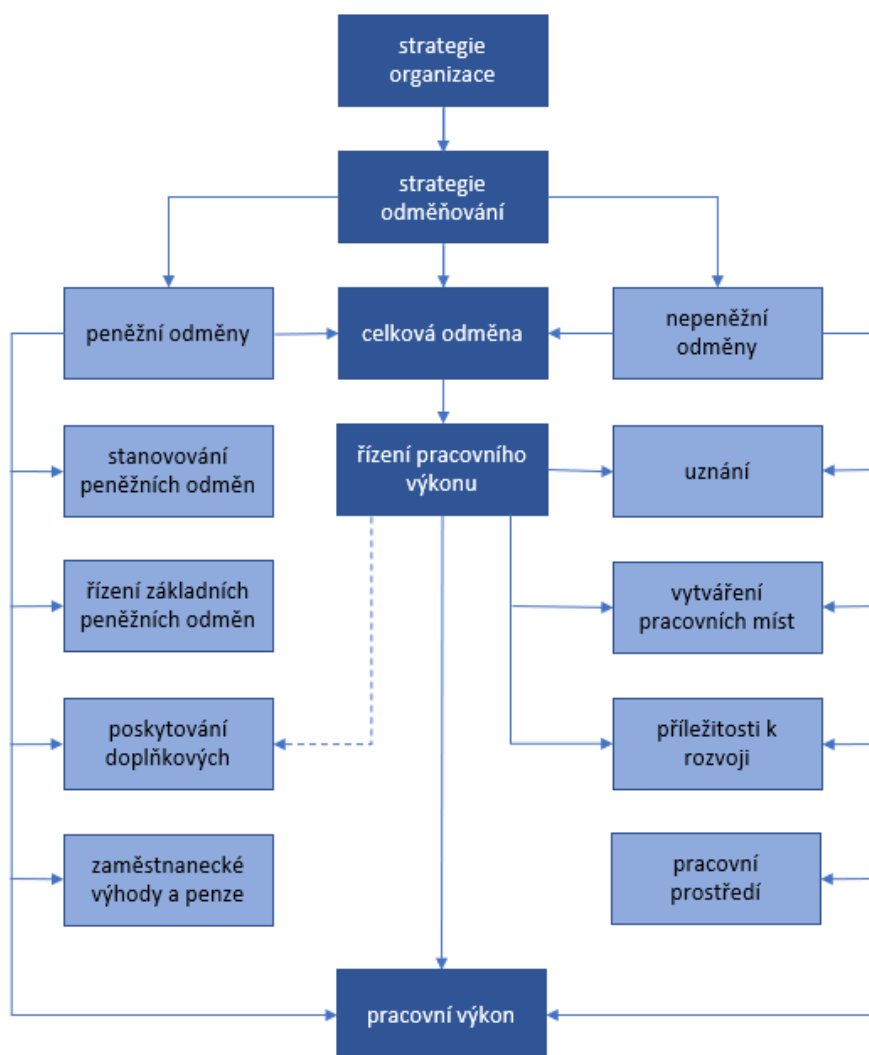 strategie
organizace
strategie
odměňování
peněžní odměny
celková odměna
nepeněžní
odměny
stanovování
peněžních odměn
řízení pracovního
výkonu
uznání
řízení základních
peněžních odměn
vytváření
pracovních míst
poskytování
doplňkových
příležitosti k
rozvoji
zaměstnanecké
výhody a penze
pracovní
prostředí
pracovní výkon